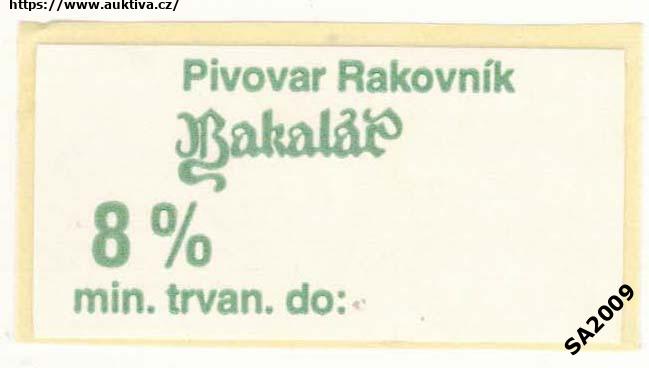 https://www.auktiva.cz/
Pivovar Rakovník
Bakalář
8 %
min. trvan. do:
SA2009